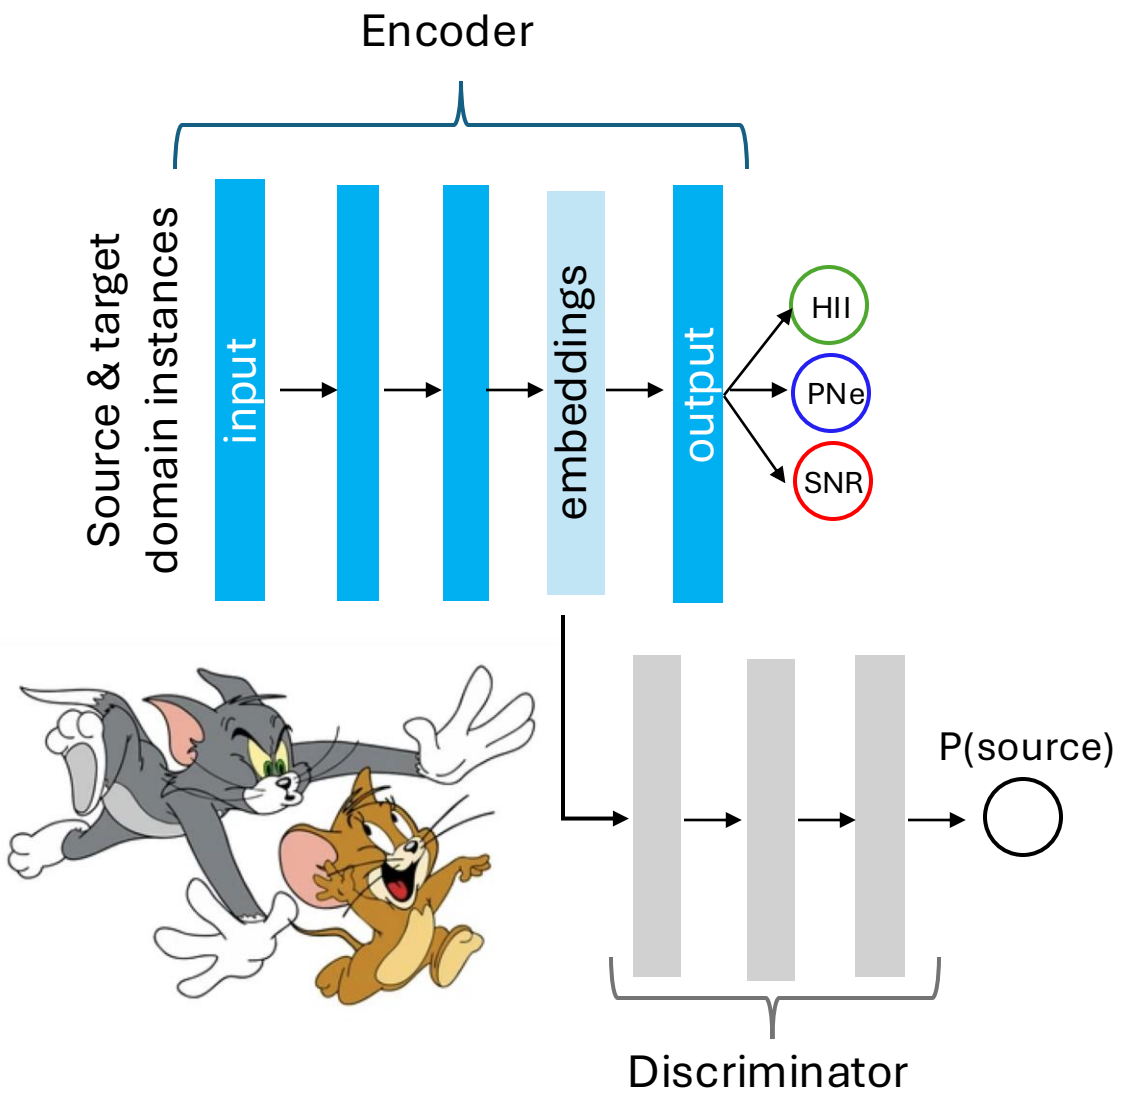 Encoder
Source & target
domain instances
input
embeddings
output
HII
PNe
SNR
P(source)
Discriminator